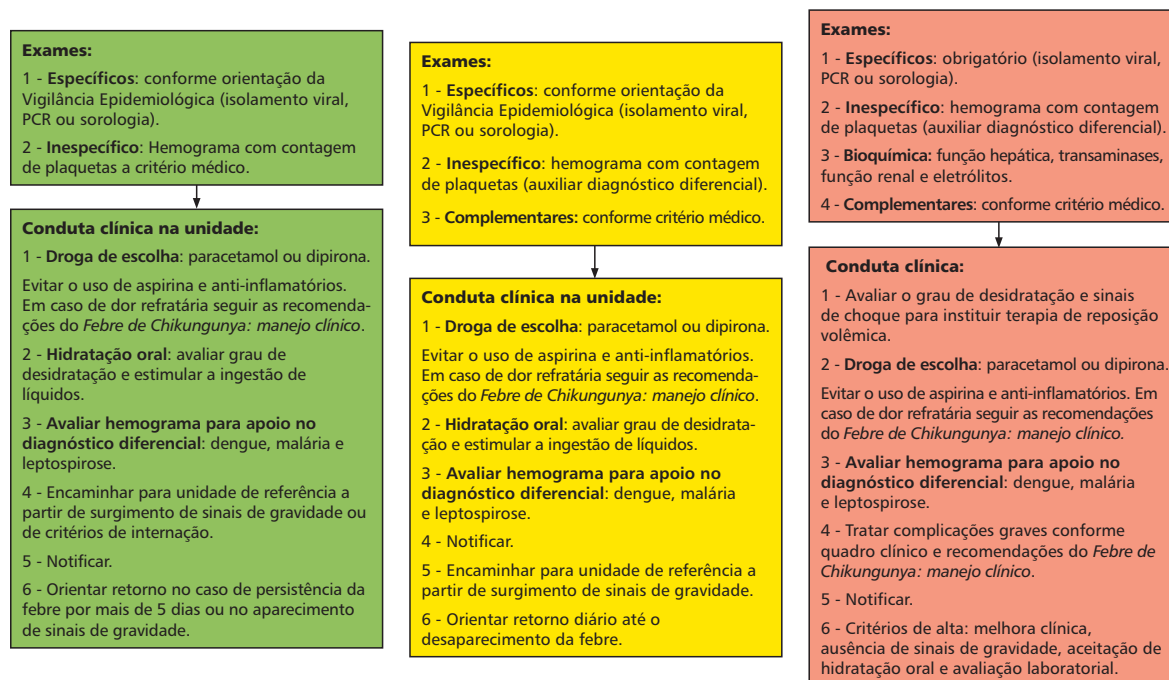 Exames:
1 - Específicos: conforme orientação da
Vigilância Epidemiológica (isolamento viral,
PCR ou sorologia).
2 - Inespecífico: Hemograma com contagem
de plaquetas a critério médico.
Conduta clínica na unidade:
1 - Droga de escolha: paracetamol ou dipirona.
Evitar o uso de aspirina e anti-inflamatórios.
Em caso de dor refratária seguir as recomenda-
ções do Febre de Chikungunya: manejo clínico.
2 - Hidratação oral: avaliar grau de
desidratação e estimular a ingestão de
líquidos.
3 - Avaliar hemograma para apoio no
diagnóstico diferencial: dengue, malária e
leptospirose.
4 - Encaminhar para unidade de referência a
partir de surgimento de sinais de gravidade ou
de critérios de internação.
5 - Notificar.
6 - Orientar retorno no caso de persistência da
febre por mais de 5 dias ou no aparecimento
de sinais de gravidade.
Exames:
1 - Específicos: conforme orientação da
Vigilância Epidemiológica (isolamento viral,
PCR ou sorologia).
2 - Inespecífico: hemograma com contagem
de plaquetas (auxiliar diagnóstico diferencial).
3 - Complementares: conforme critério médico.
Conduta clínica na unidade:
1 - Droga de escolha: paracetamol ou dipirona.
Evitar o uso de aspirina e anti-inflamatórios.
Em caso de dor refratária seguir as recomenda-
ções do Febre de Chikungunya: manejo clínico.
2 - Hidratação oral: avaliar grau de desidrata-
ção e estimular a ingestão de líquidos.
3 - Avaliar hemograma para apoio no
diagnóstico diferencial: dengue, malária
e leptospirose.
4 - Notificar.
5 - Encaminhar para unidade de referência a
partir de surgimento de sinais de gravidade.
6 - Orientar retorno diário até o
desaparecimento da febre.
Exames:
1 - Específicos: obrigatório (isolamento viral,
PCR ou sorologia).
2 - Inespecífico: hemograma com contagem
de plaquetas (auxiliar diagnóstico diferencial).
3 - Bioquímica: função hepática, transaminases,
função renal e eletrólitos.
4 - Complementares: conforme critério médico.
Conduta clínica:
1 - Avaliar o grau de desidratação e sinais
de choque para instituir terapia de reposição
volêmica.
2 - Droga de escolha: paracetamol ou dipirona.
Evitar o uso de aspirina e anti-inflamatórios. Em
caso de dor refratária seguir as recomendações
do Febre de Chikungunya: manejo clínico.
3 - Avaliar hemograma para apoio no
diagnóstico diferencial: dengue, malária
e leptospirose.
4 - Tratar complicações graves conforme
quadro clínico e recomendações do Febre de
Chikungunya: manejo clínico.
5 - Notificar.
6 - Critérios de alta: melhora clínica,
ausência de sinais de gravidade, aceitação de
hidratação oral e avaliação laboratorial.